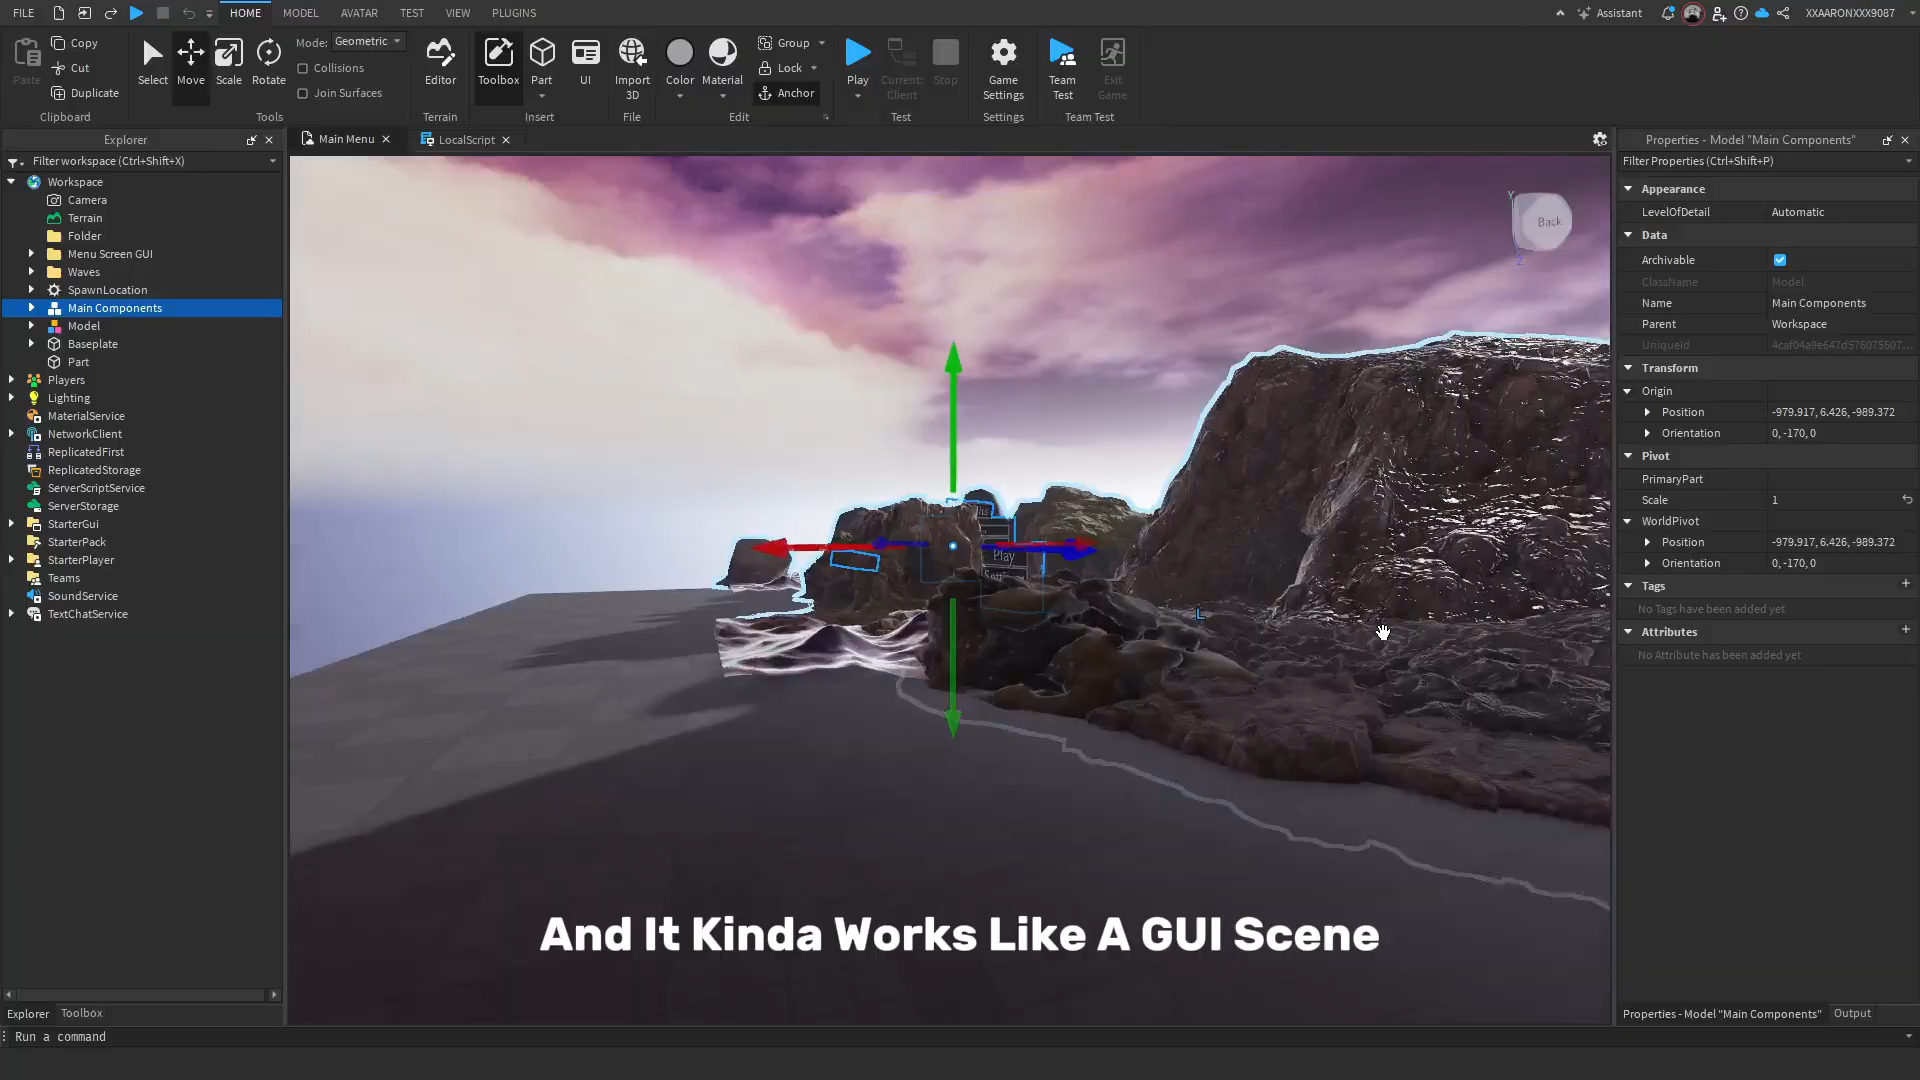 FILE
HOME
MODEL
AVATAR
TEST
VIEW
PLUGINS
Assistant
XXAARONXXX9087
Paste
Copy
Cut
Duplicate
Clipboard
Select
Move
Scale
Rotate
Mode: Geometric
Collisions
Join Surfaces
Tools
Editor
Terrain
Toolbox
Part
UI
Insert
Import
3D
File
Color
Material
Group
Lock
Anchor
Edit
Play
Current:
Client
Stop
Test
Game
Settings
Settings
Team
Test
Exit
Game
Team Test
Explorer
Filter workspace (Ctrl+Shift+X)
Workspace
Camera
Terrain
Folder
Menu Screen GUI
Waves
SpawnLocation
Main Components
Model
Baseplate
Part
Players
Lighting
MaterialService
NetworkClient
ReplicatedFirst
ReplicatedStorage
ServerScriptService
ServerStorage
StarterGui
StarterPack
StarterPlayer
Teams
SoundService
TextChatService
Explorer
Toolbox
Run a command
Main Menu
LocalScript
Y
Back
Z
Play
L
And It Kinda Works Like A GUI Scene
Properties - Model "Main Components"
Filter Properties (Ctrl+Shift+P)
Appearance
LevelOfDetail Automatic
Data
Archivable
ClassName Model
Name Main Components
Parent Workspace
UniqueId 4caf04a9e647d576075507...
Transform
Origin
Position -979.917, 6.426, -989.372
Orientation 0, -170, 0
Pivot
PrimaryPart
Scale 1
WorldPivot
Position -979.917, 6.426, -989.372
Orientation 0, -170, 0
Tags
No Tags have been added yet
Attributes
No Attribute has been added yet
Properties - Model "Main Components"
Output